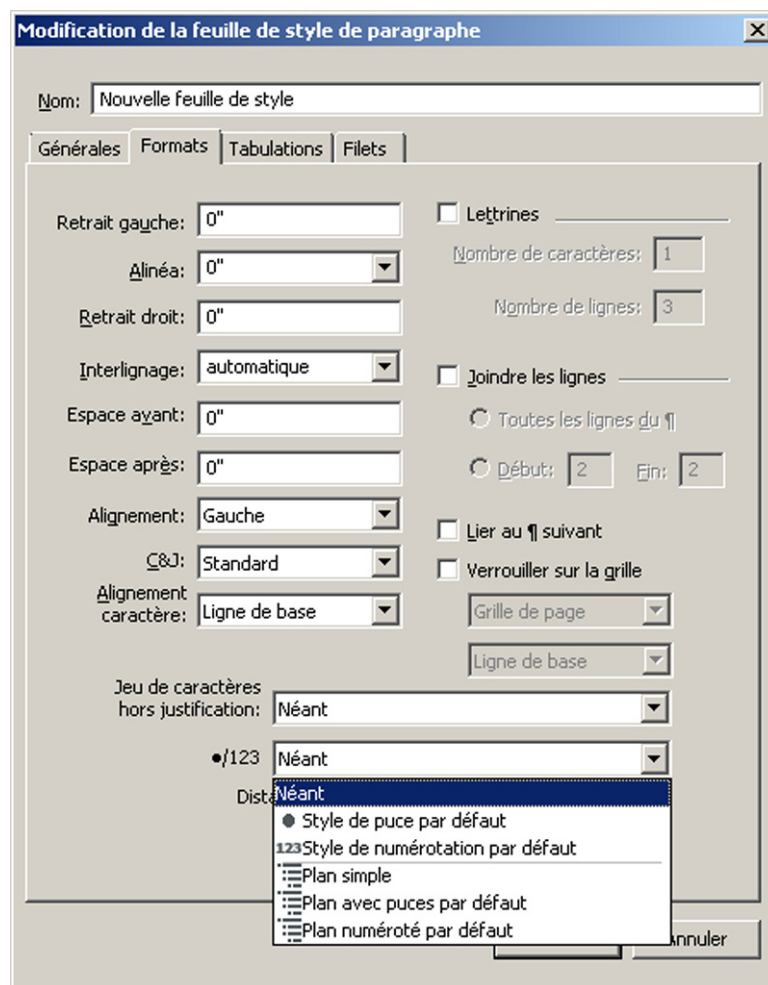 Modification de la feuille de style de paragraphe
Nom: Nouvelle feuille de style
Générales Formats Tabulations Filets
Retrait gauche: 0"
Alinéa: 0"
Retrait droit: 0"
Interlignage: automatique
Espace avant: 0"
Espace après: 0"
Alignement: Gauche
C&J: Standard
Alignement
caractère: Ligne de base
Lettrines
Nombre de caractères: 1
Nombre de lignes: 3
Joindre les lignes
Toutes les lignes du ¶
Début: 2 Fin: 2
Lier au ¶ suivant
Verrouiller sur la grille
Grille de page
Ligne de base
Jeu de caractères
hors justification: Néant
●/123 Néant
Néant
Style de puce par défaut
123 Style de numérotation par défaut
Plan simple
Plan avec puces par défaut
Plan numéroté par défaut